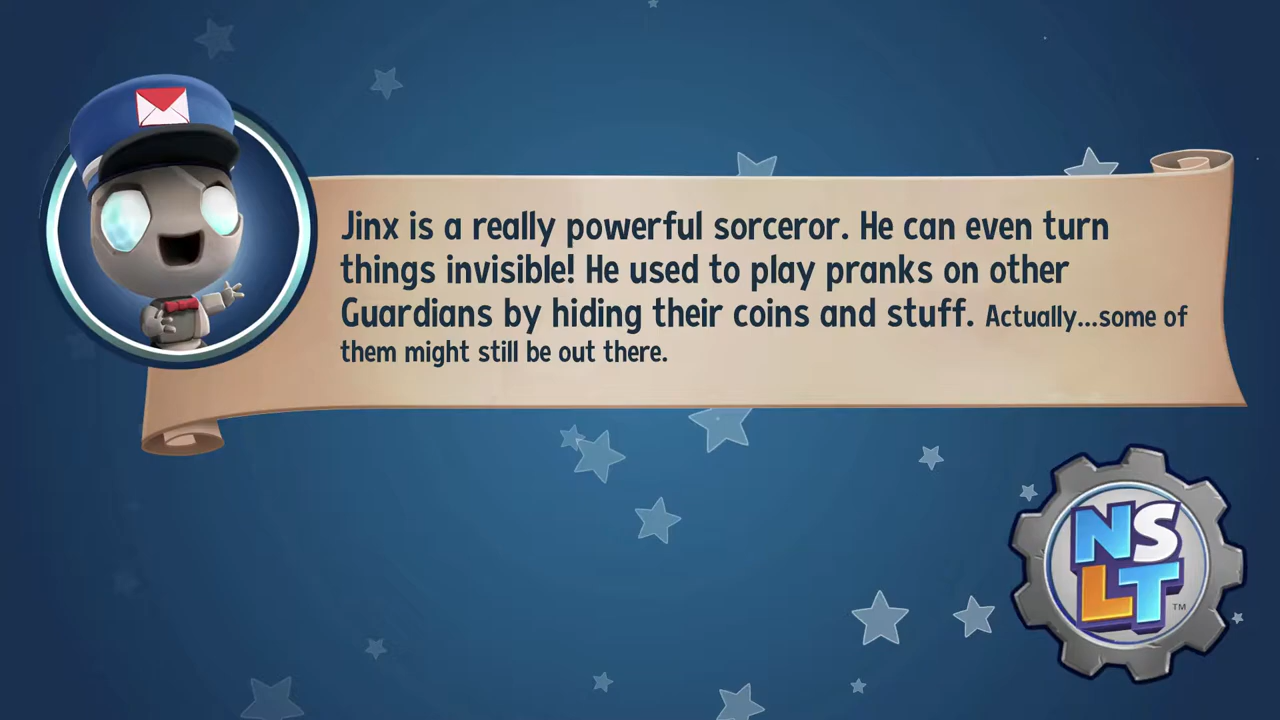 Jinx is a really powerful sorceror. He can even turn
things invisible! He used to play pranks on other
Guardians by hiding their coins and stuff. Actually...some of
them might still be out there.
NS
LT™